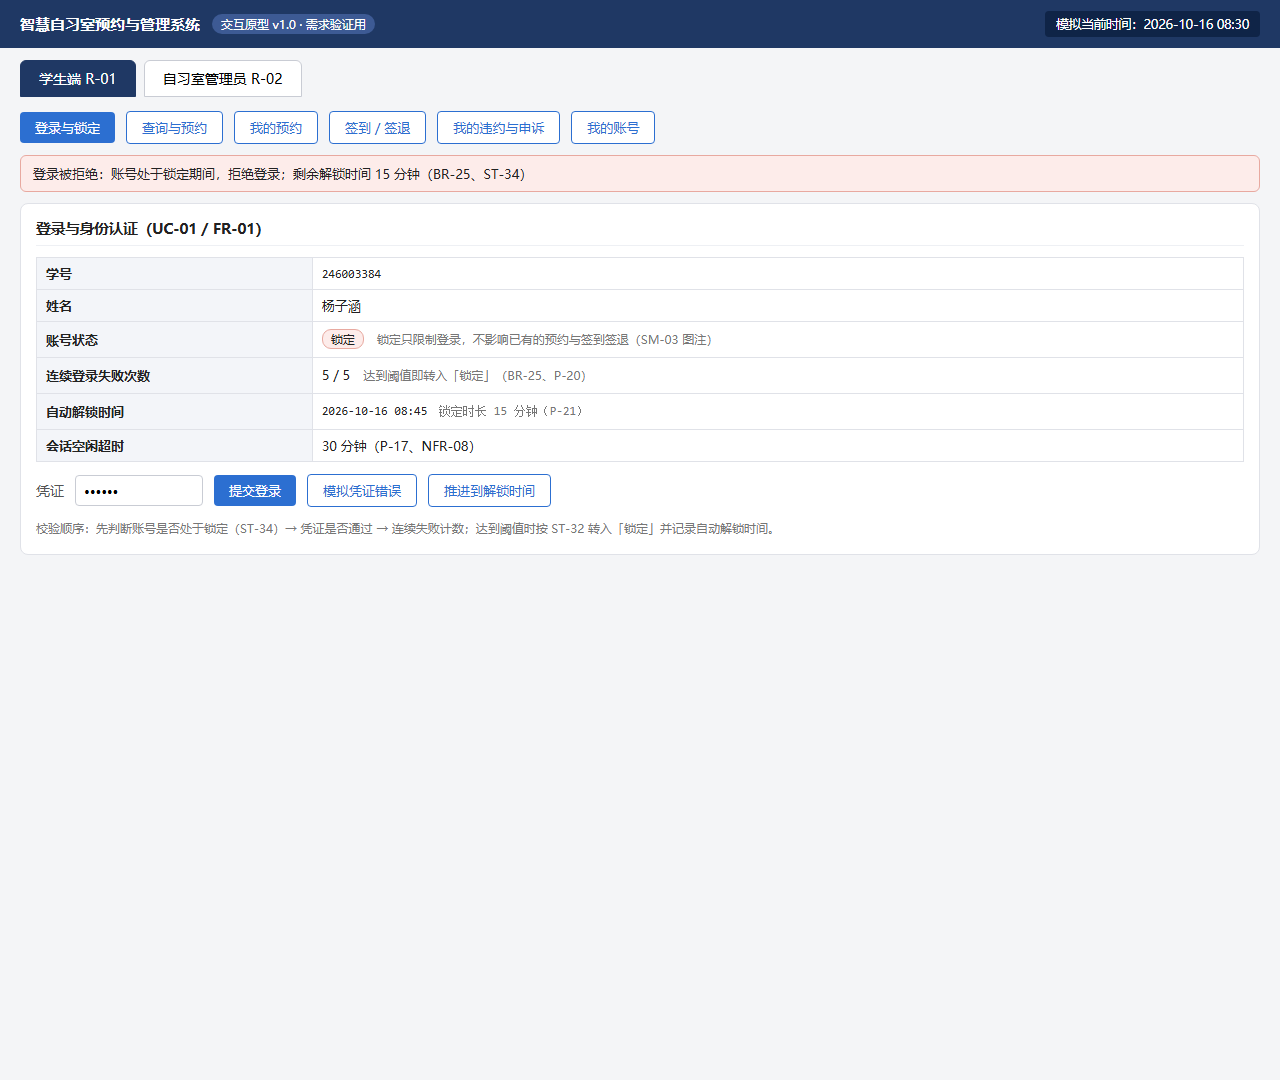 智慧自习室预约与管理系统 交互原型 v1.0 · 需求验证用 模拟当前时间：2026-10-16 08:30
学生端 R-01 自习室管理员 R-02
登录与锁定 查询与预约 我的预约 签到 / 签退 我的违约与申诉 我的账号
登录被拒绝：账号处于锁定期间，拒绝登录；剩余解锁时间 15 分钟（BR-25、ST-34）
登录与身份认证（UC-01 / FR-01）
学号 246003384
姓名 杨子涵
账号状态 锁定 锁定只限制登录，不影响已有的预约与签到签退（SM-03 图注）
连续登录失败次数 5 / 5 达到阈值即转入「锁定」（BR-25、P-20）
自动解锁时间 2026-10-16 08:45 锁定时长 15 分钟（P-21）
会话空闲超时 30 分钟（P-17、NFR-08）
凭证 •••••• 提交登录 模拟凭证错误 推进到解锁时间
校验顺序：先判断账号是否处于锁定（ST-34）→ 凭证是否通过 → 连续失败计数；达到阈值时按 ST-32 转入「锁定」并记录自动解锁时间。